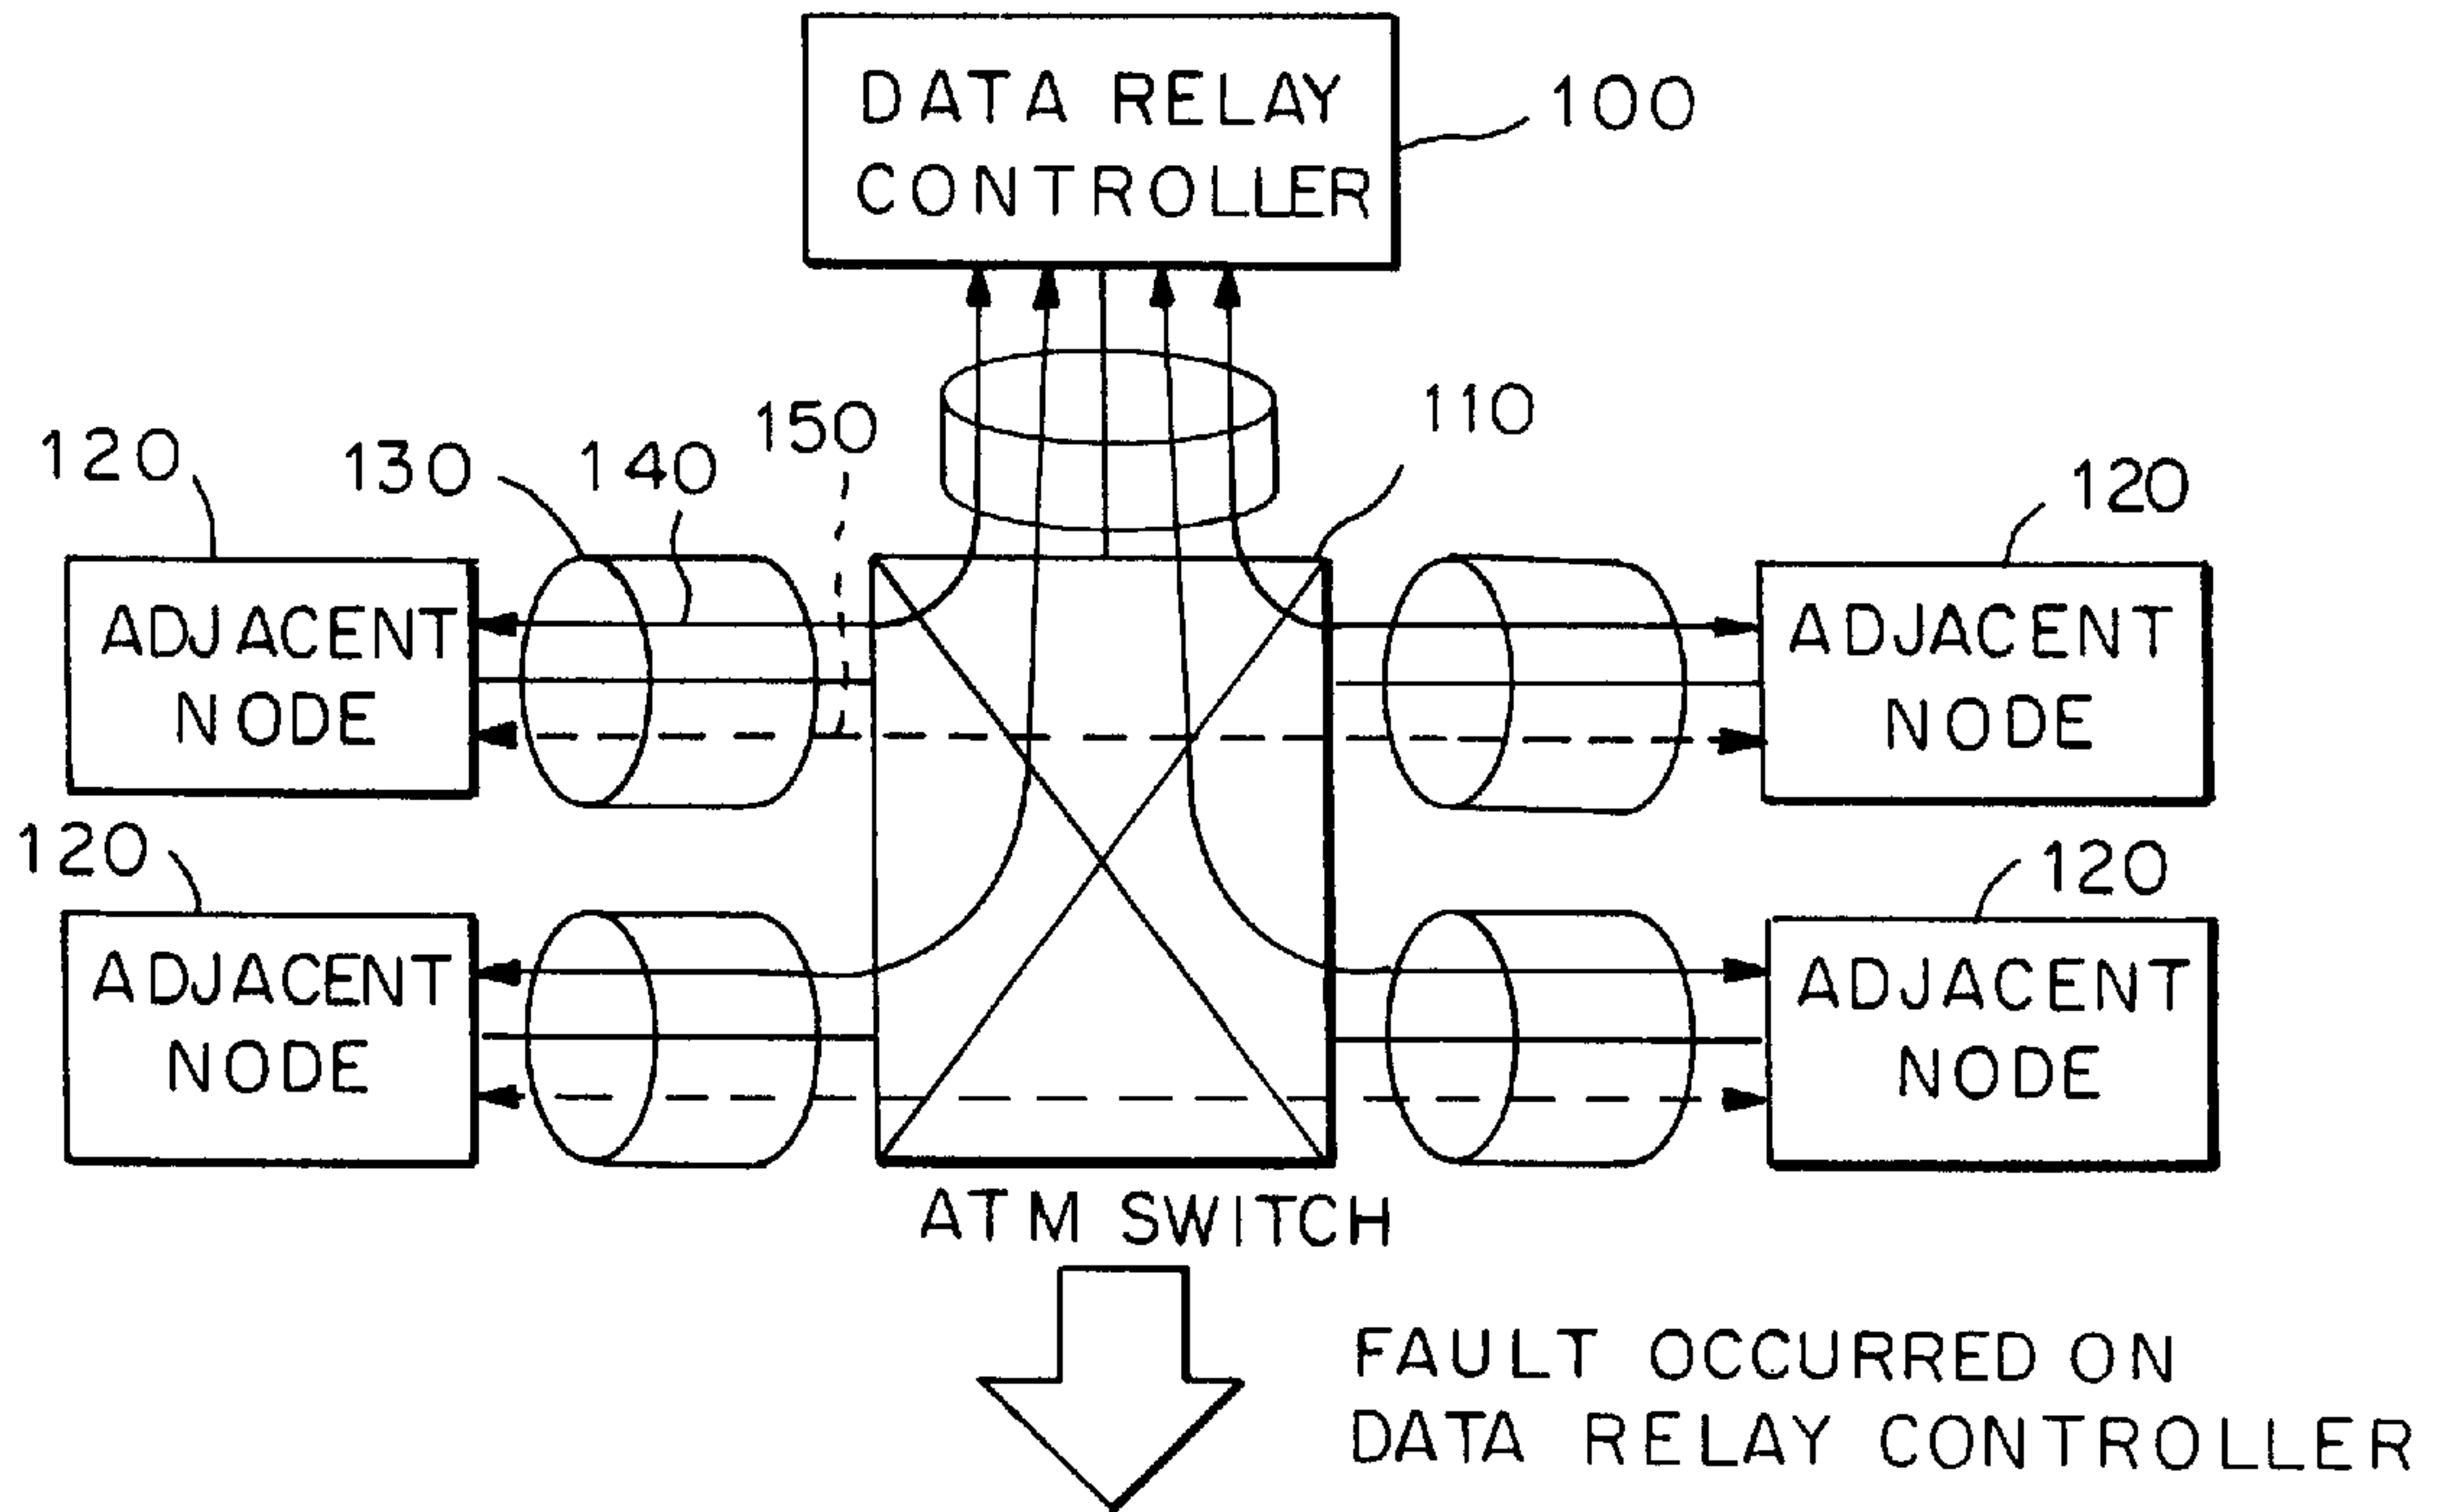 DATA RELAY
CONTROLLER
100
110
150
120
130
140
120
ADJACENT
NODE
ADJACENT
NODE
120
120
ADJACENT
NODE
ADJACENT
NODE
ATM SWITCH
FAULT OCCURRED ON
DATA RELAY CONTROLLER